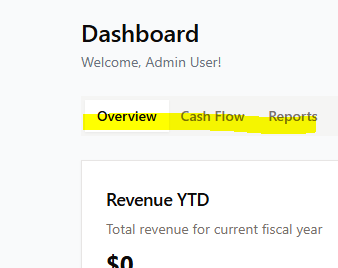 Dashboard
Welcome, Admin User!
Overview Cash Flow Reports
Revenue YTD
Total revenue for current fiscal year
$0